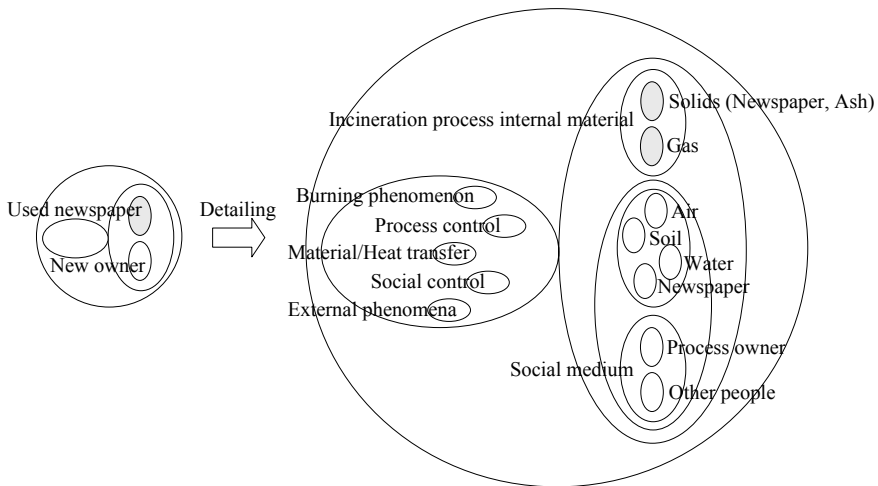 Used newspaper
New owner
Detailing
Solids (Newspaper, Ash)
Incineration process internal material
Gas
Burning phenomenon
Process control
Material/Heat transfer
Social control
External phenomena
Air
Soil
Water
Newspaper
Process owner
Social medium
Other people